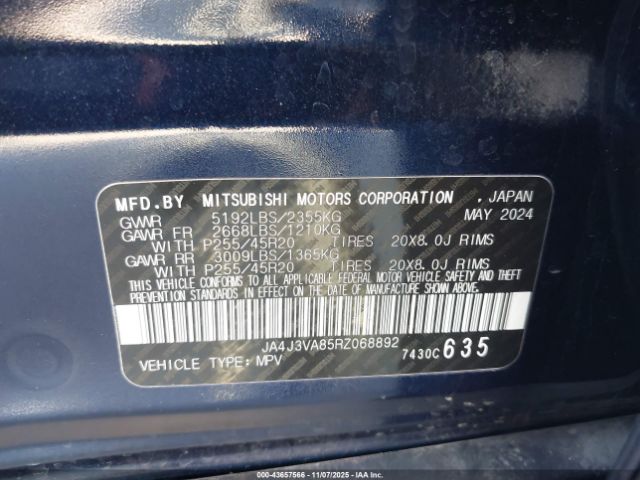 MFD.BY MITSUBISHI MOTORS CORPORATION . JAPAN
GVWR 5192LBS/2355KG MAY 2024
GAWR FR 2668LBS/1210KG
WITH P255/45R20 TIRES 20X8.0J RIMS
GAWR RR 3009LBS/1365KG
WITH P255/45R20 TIRES 20X8.0J RIMS
THIS VEHICLE CONFORMS TO ALL APPLICABLE FEDERAL MOTOR VEHICLE SAFETY AND THEFT
PREVENTION STANDARDS IN EFFECT ON THE DATE OF MANUFACTURE SHOWN ABOVE.
JA4J3VA85RZ068892
VEHICLE TYPE: MPV 7430C 635
© IAAI -43657566 — 11/07/2025 - IAAI.COM